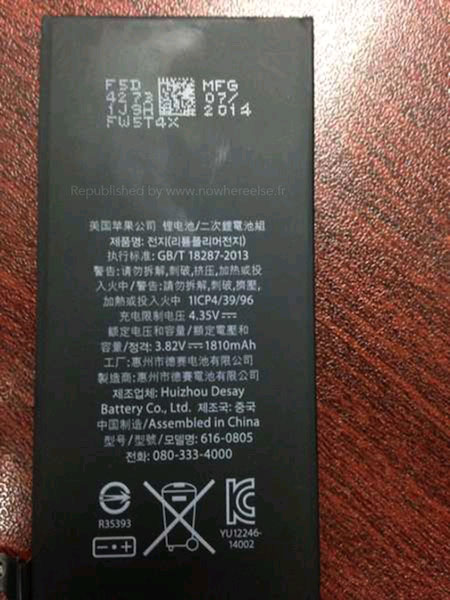 F5D
MFG
427
07/
2014
FW5T4X
Republished by www.nowhereelse.fr
美国苹果公司 锂电池/二次鋰電池組
제품명: 전지(리튬폴리머전지)
执行标准: GB/T 18287-2013
警告:请勿拆解,刺破,挤压,加热或投
入火中/警告:請勿拆解,刺破,擠壓,
加熱或投入火中 1ICP4/39/96
充电限制电压 4.35V⎓
额定电压和容量/額定電壓和
容量/정격: 3.82V⎓1810mAh
工厂:惠州市德赛电池有限公司
製造商:惠州市德賽電池有限公司
제조업체: Huizhou Desay
Battery Co., Ltd. 제조국: 중국
中国制造/Assembled in China
型号/型號/모델명: 616-0805
전화: 080-333-4000
R35393
YU12246-
14002